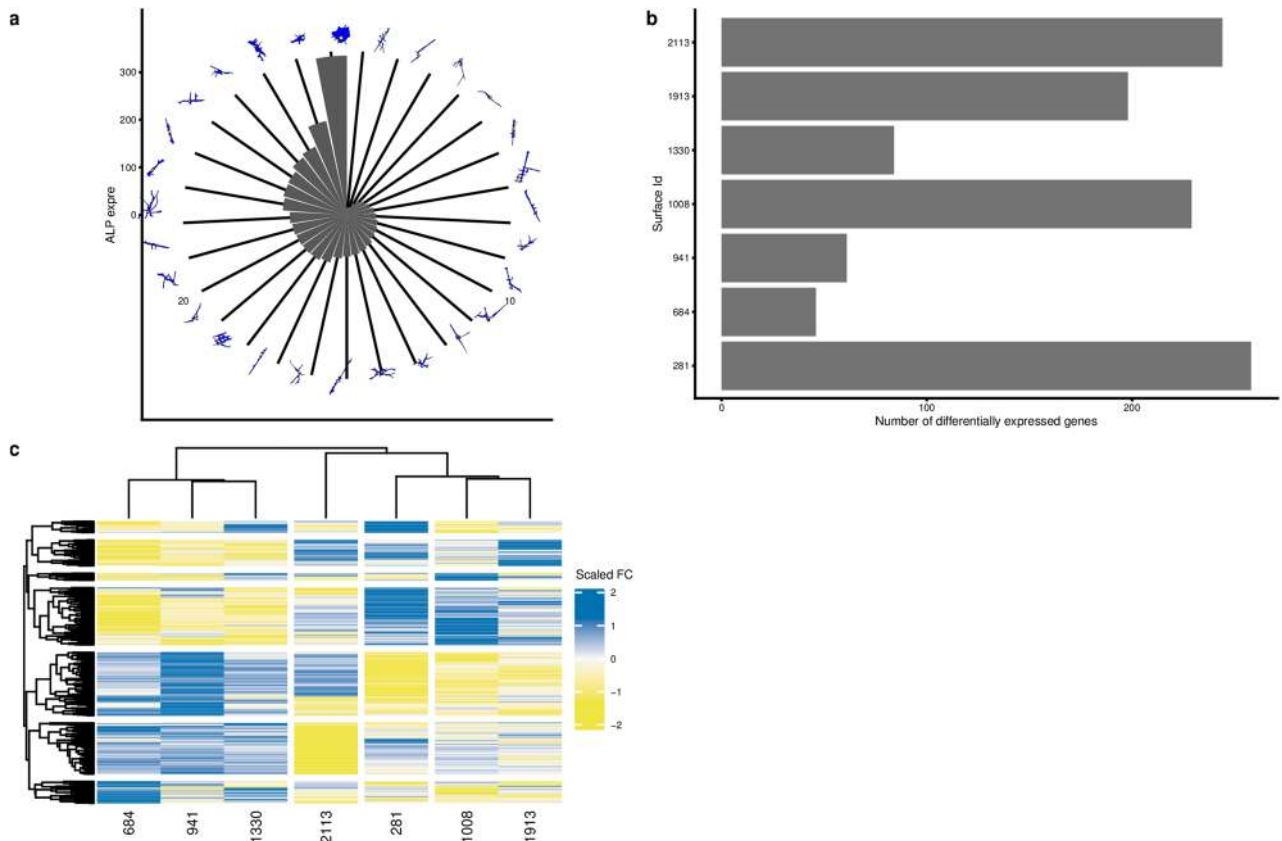 a
300
200
100
0
ALP expre
20
10
b
2113
1913
1330
1008
941
684
281
Surface Id
0 100 200
Number of differentially expressed genes
c
Scaled FC
2
1
0
−1
−2
684 941 1330 2113 281 1008 1913